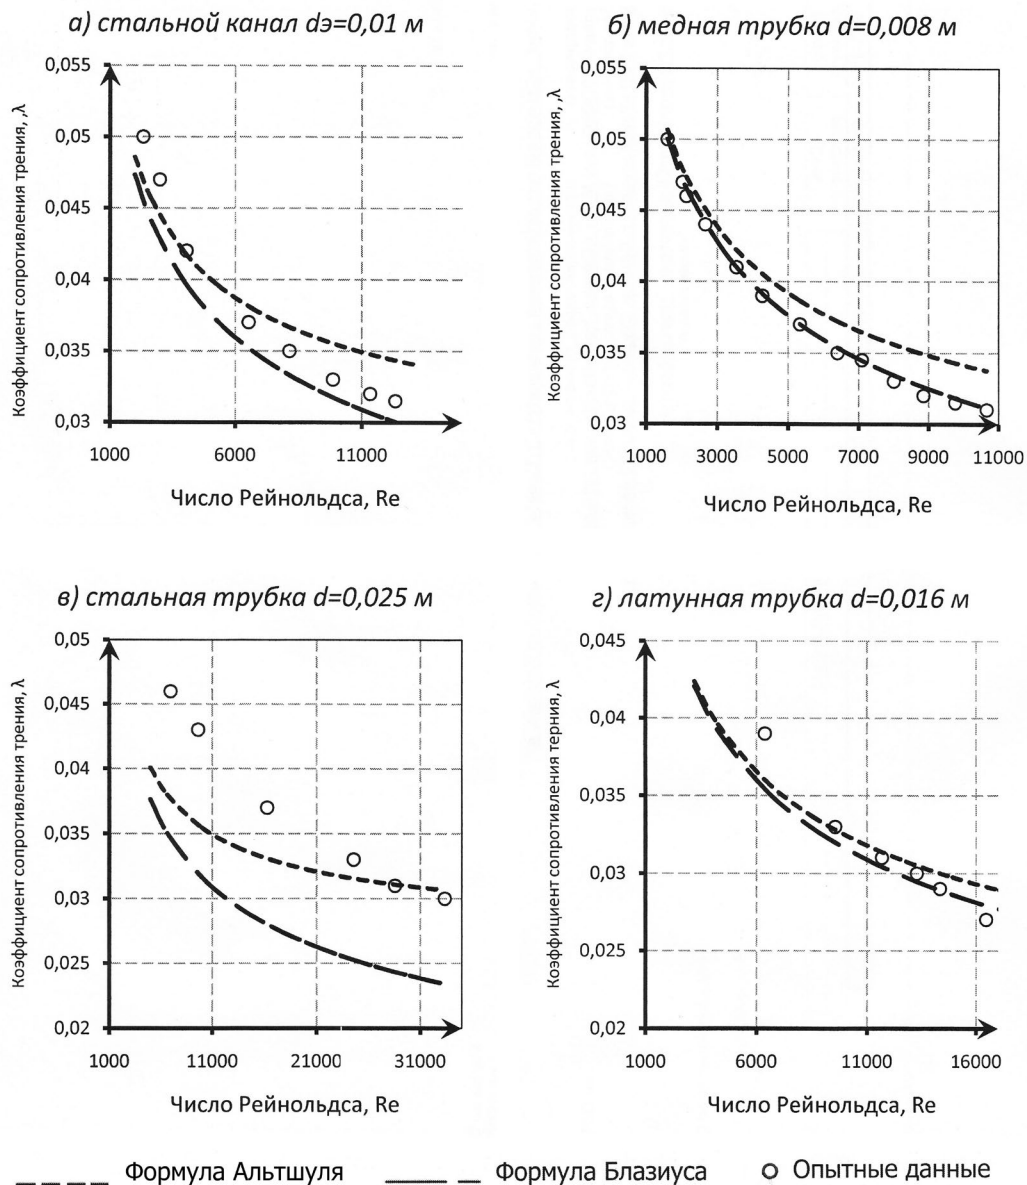 а) стальной канал dэ=0,01 м
0,055
0,05
0,045
0,04
0,035
0,03
Коэффициент сопротивления трения, ,λ
1000 6000 11000
Число Рейнольдса, Re
б) медная трубка d=0,008 м
0,055
0,05
0,045
0,04
0,035
0,03
Коэффициент сопротивления трения, ,λ
1000 3000 5000 7000 9000 11000
Число Рейнольдса, Re
в) стальная трубка d=0,025 м
0,05
0,045
0,04
0,035
0,03
0,025
0,02
Коэффициент сопротивления трения, λ
1000 11000 21000 31000
Число Рейнольдса, Re
г) латунная трубка d=0,016 м
0,045
0,04
0,035
0,03
0,025
0,02
Коэффициент сопротивления терния, λ
1000 6000 11000 16000
Число Рейнольдса, Re
Формула Альтшуля Формула Блазиуса Опытные данные